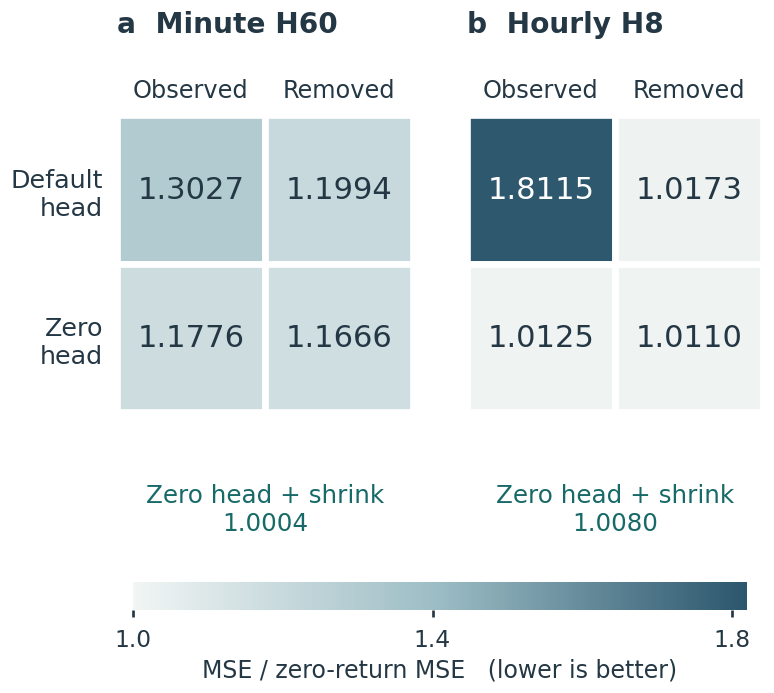 a Minute H60
b Hourly H8
Observed Removed
Observed Removed
Default
head
1.3027 1.1994
1.8115 1.0173
Zero
head
1.1776 1.1666
1.0125 1.0110
Zero head + shrink
1.0004
Zero head + shrink
1.0080
1.0 1.4 1.8
MSE / zero-return MSE (lower is better)